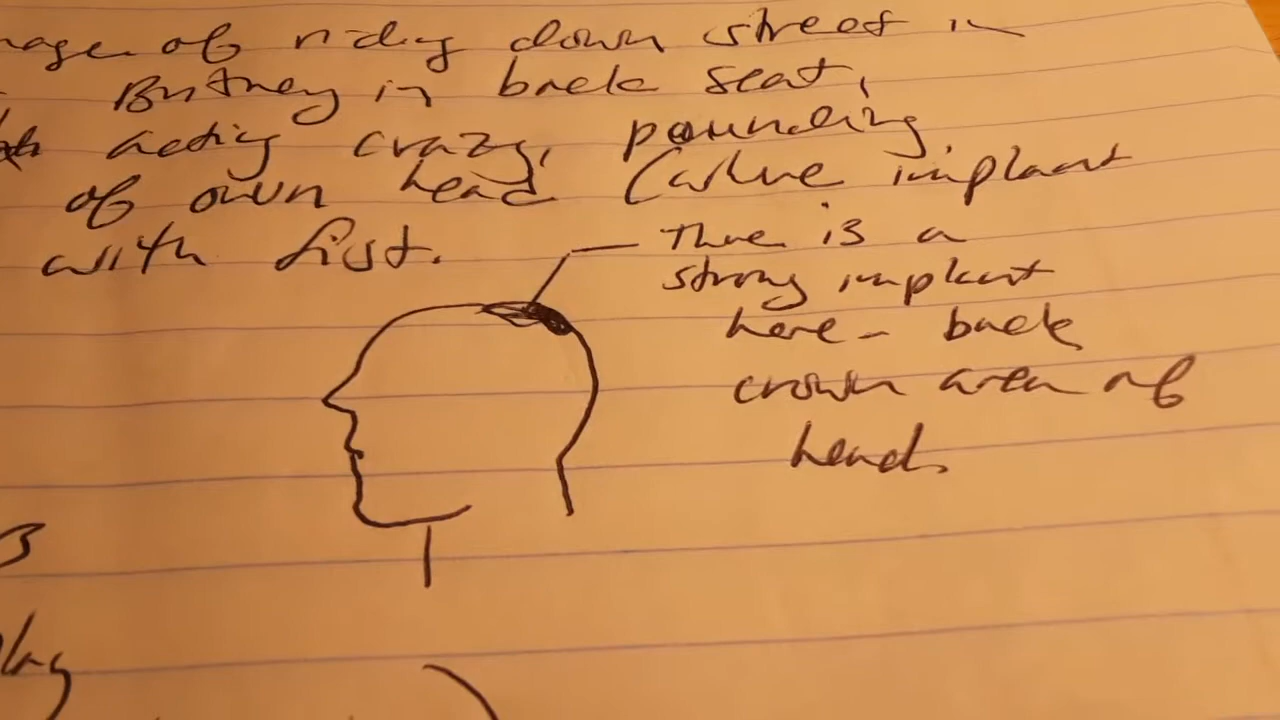 of riding down street in
Britney in back seat,
acting crazy, pounding
of own head (where implant
with fist.
There is a
strong implant
here - back
crown area of
head.